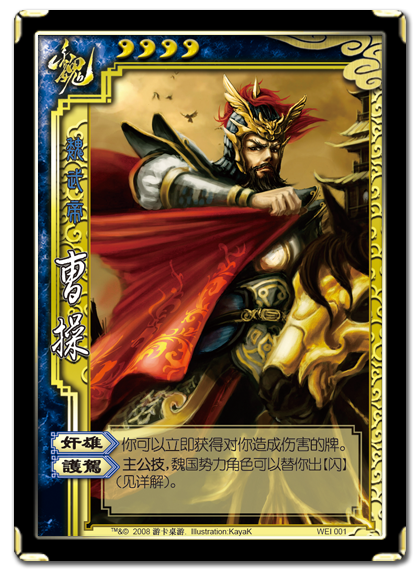 魏
魏武帝
曹操
奸雄 你可以立即获得对你造成伤害的牌。
護駕 主公技,魏国势力角色可以替你出【闪】
(见详解)。
™&© 2008 游卡桌游. Illustration:KayaK WEI 001